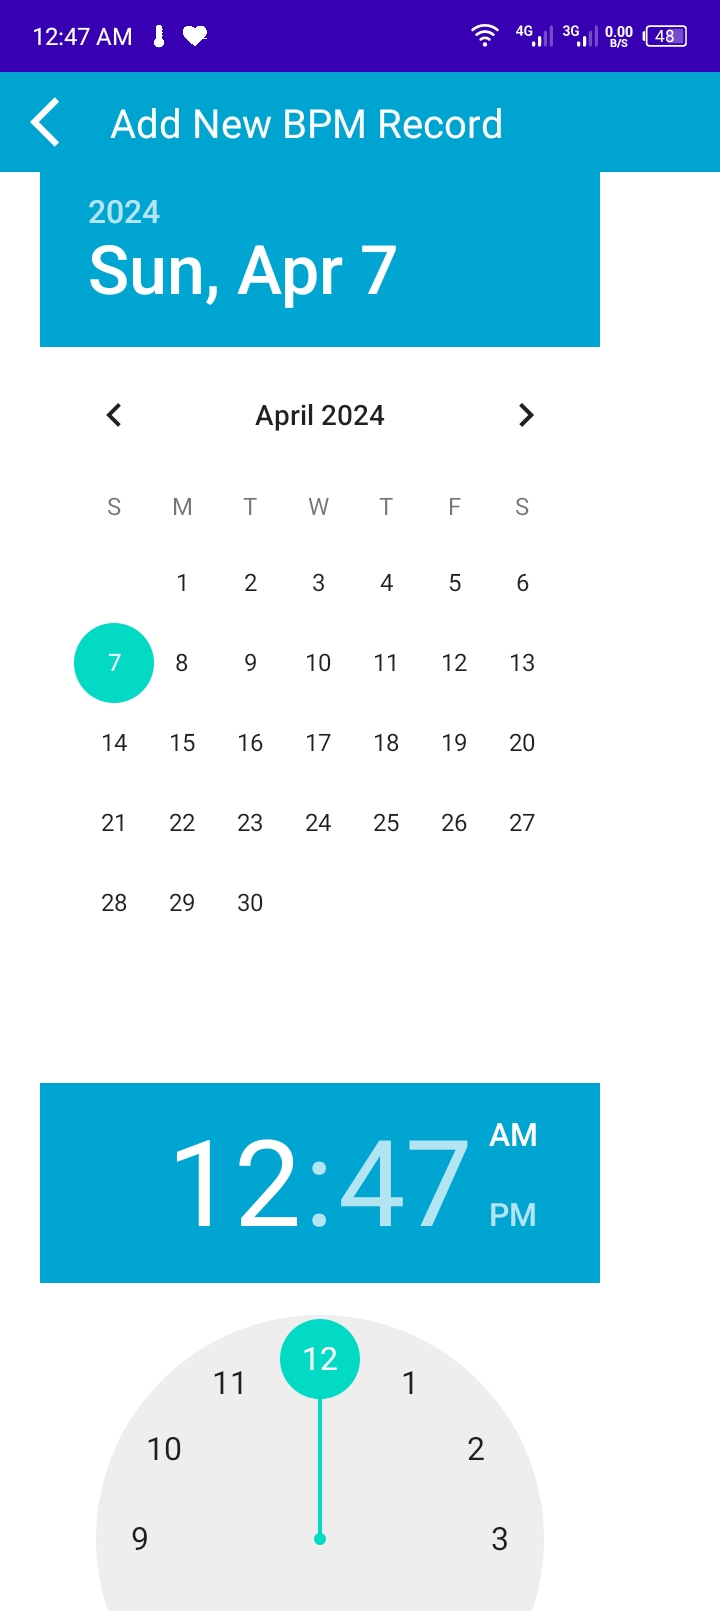 12:47 AM 4G 3G 0.00 B/S 48
Add New BPM Record
2024
Sun, Apr 7
April 2024
S M T W T F S
1 2 3 4 5 6
7 8 9 10 11 12 13
14 15 16 17 18 19 20
21 22 23 24 25 26 27
28 29 30
12:47 AM
PM
12
11 1
10 2
9 3